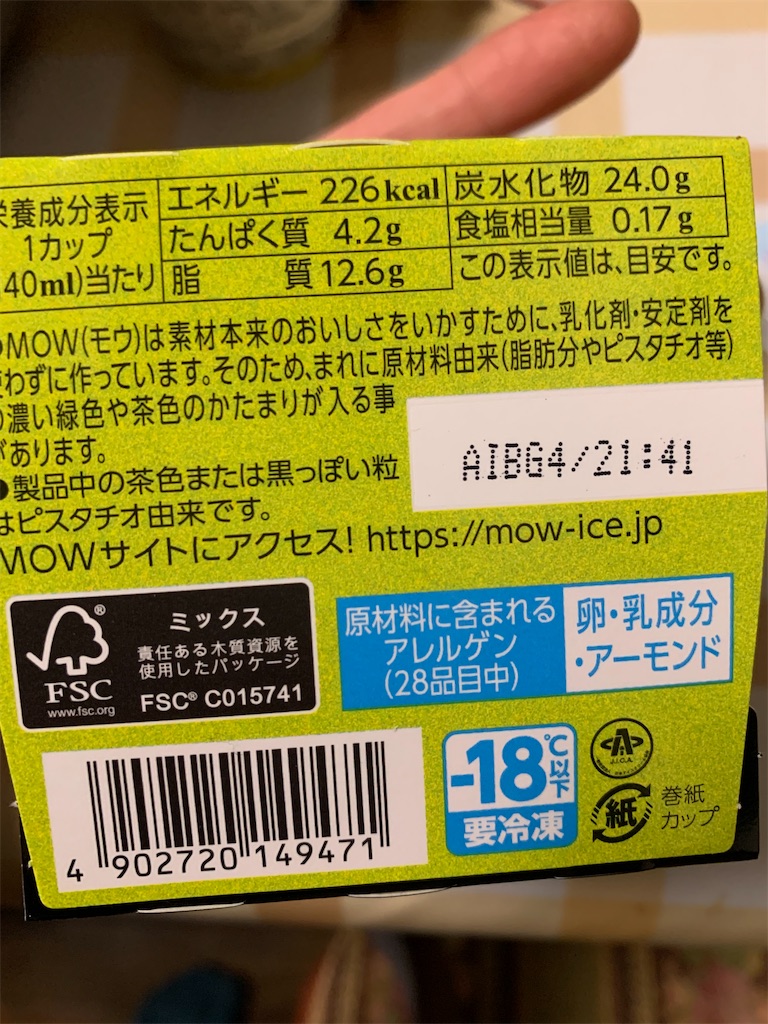 栄養成分表示
1カップ
40ml)当たり
エネルギー 226kcal
たんぱく質 4.2g
脂 質 12.6g
炭水化物 24.0g
食塩相当量 0.17g
この表示値は、目安です。
●MOW(モウ)は素材本来のおいしさをいかすために、乳化剤・安定剤を
使わずに作っています。そのため、まれに原材料由来(脂肪分やピスタチオ等)
の濃い緑色や茶色のかたまりが入る事
があります。
●製品中の茶色または黒っぽい粒
はピスタチオ由来です。
MOWサイトにアクセス! https://mow-ice.jp
AIBG4/21:41
FSC®
www.fsc.org
ミックス
責任ある木質資源を
使用したパッケージ
FSC® C015741
原材料に含まれる
アレルゲン
(28品目中)
卵・乳成分
・アーモンド
4 902720 149471
-18℃以下
要冷凍
J.I.C.A.
紙
巻紙
カップ